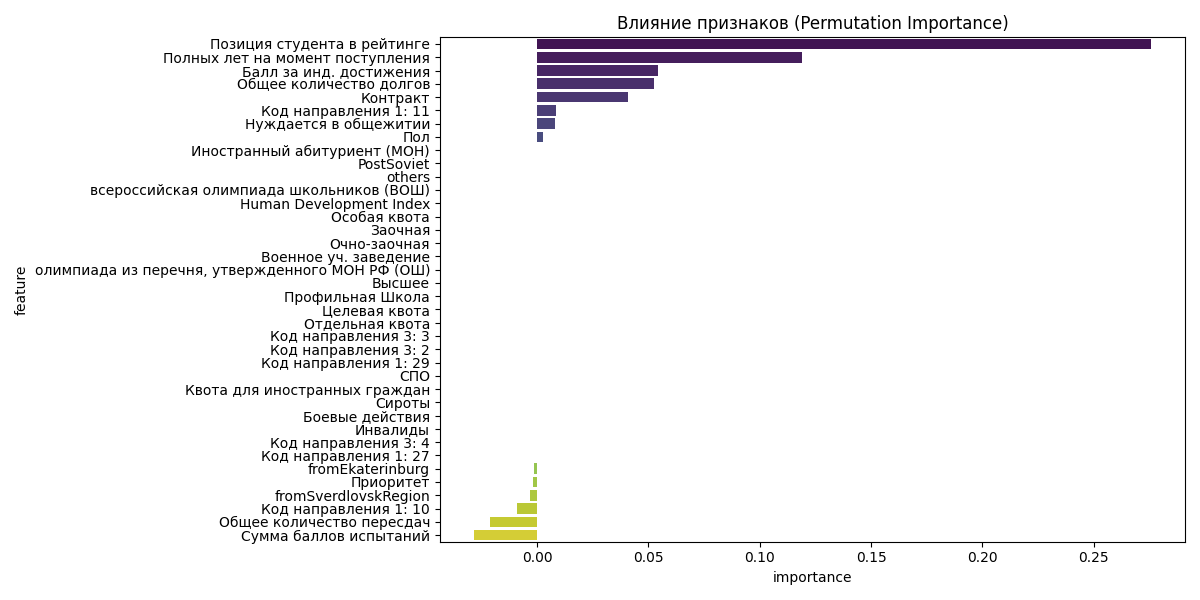 Влияние признаков (Permutation Importance)
Позиция студента в рейтинге
Полных лет на момент поступления
Балл за инд. достижения
Общее количество долгов
Контракт
Код направления 1: 11
Нуждается в общежитии
Пол
Иностранный абитуриент (МОН)
PostSoviet
others
всероссийская олимпиада школьников (ВОШ)
Human Development Index
Особая квота
Заочная
Очно-заочная
Военное уч. заведение
олимпиада из перечня, утвержденного МОН РФ (ОШ)
Высшее
Профильная Школа
Целевая квота
Отдельная квота
Код направления 3: 3
Код направления 3: 2
Код направления 1: 29
СПО
Квота для иностранных граждан
Сироты
Боевые действия
Инвалиды
Код направления 3: 4
Код направления 1: 27
fromEkaterinburg
Приоритет
fromSverdlovskRegion
Код направления 1: 10
Общее количество пересдач
Сумма баллов испытаний
feature
0.00 0.05 0.10 0.15 0.20 0.25
importance